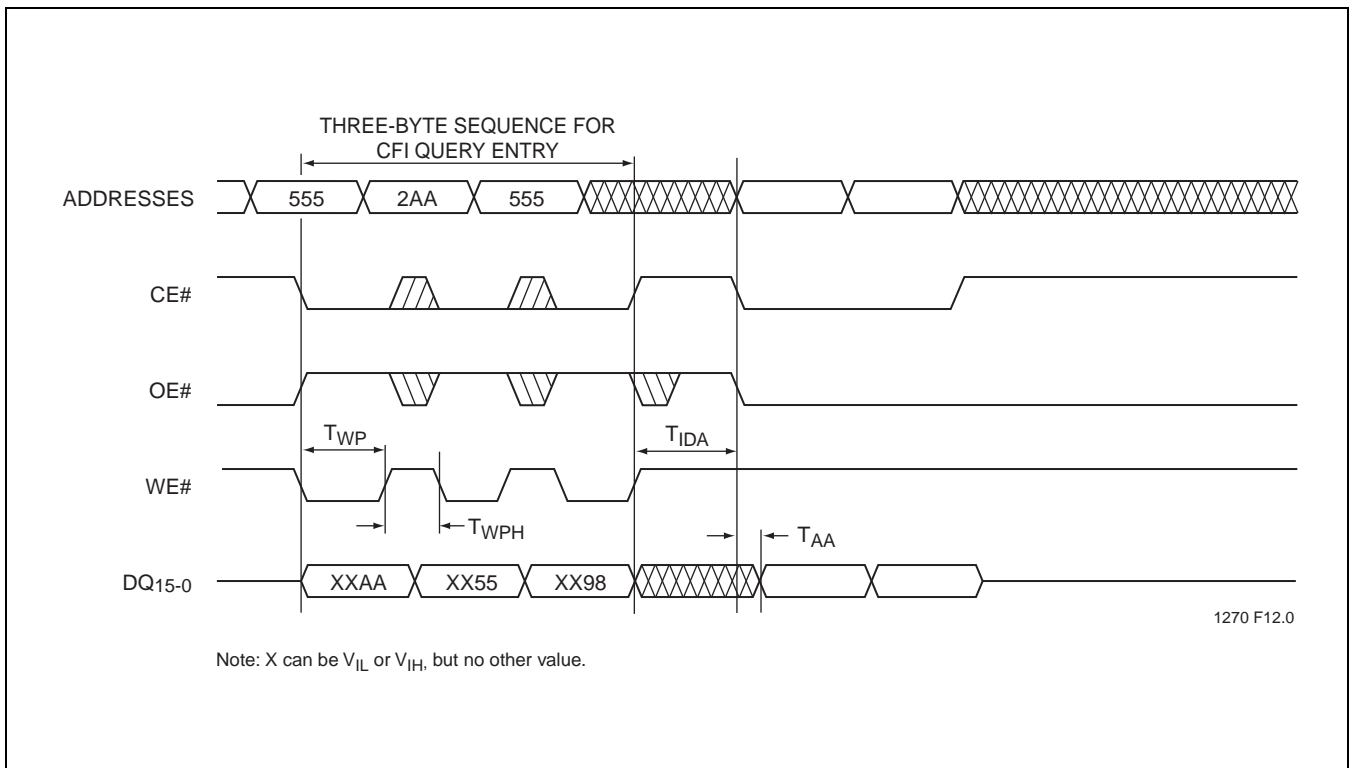 THREE-BYTE SEQUENCE FOR
CFI QUERY ENTRY
ADDRESSES
555
2AA
555
CE#
OE#
TWP
TIDA
WE#
TWPH
TAA
DQ15-0
XXAA
XX55
XX98
1270 F12.0
Note: X can be VIL or VIH, but no other value.